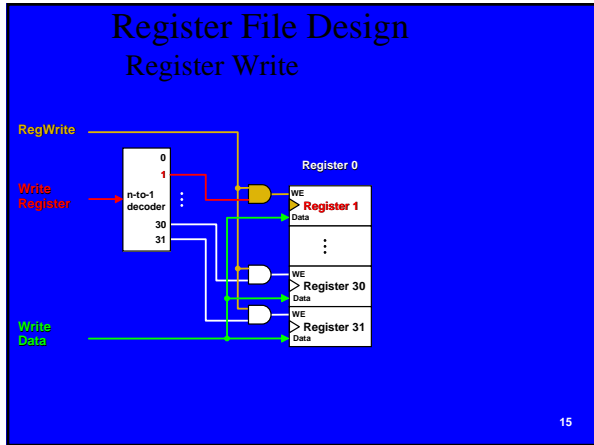 Register File Design
Register Write
RegWrite
0
1
Register 0
Write
Register
n-to-1
decoder
⋮
WE
Register 1
Data
30
31
⋮
WE
Register 30
Data
WE
Register 31
Data
Write
Data
15